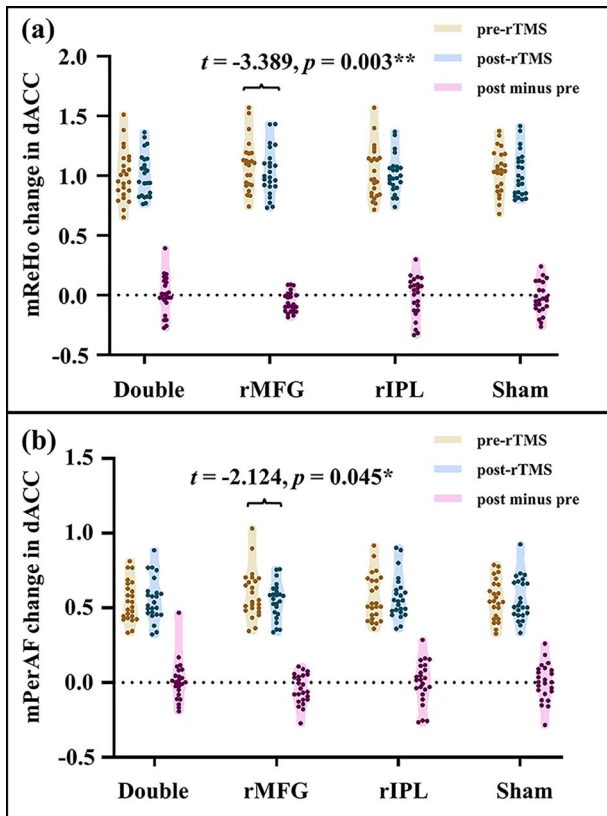 (a)
pre-rTMS
post-rTMS
post minus pre
t = -3.389, p = 0.003**
mReHo change in dACC
2.0
1.5
1.0
0.5
0.0
-0.5
Double rMFG rIPL Sham
(b)
pre-rTMS
post-rTMS
post minus pre
t = -2.124, p = 0.045*
mPerAF change in dACC
1.5
1.0
0.5
0.0
-0.5
Double rMFG rIPL Sham